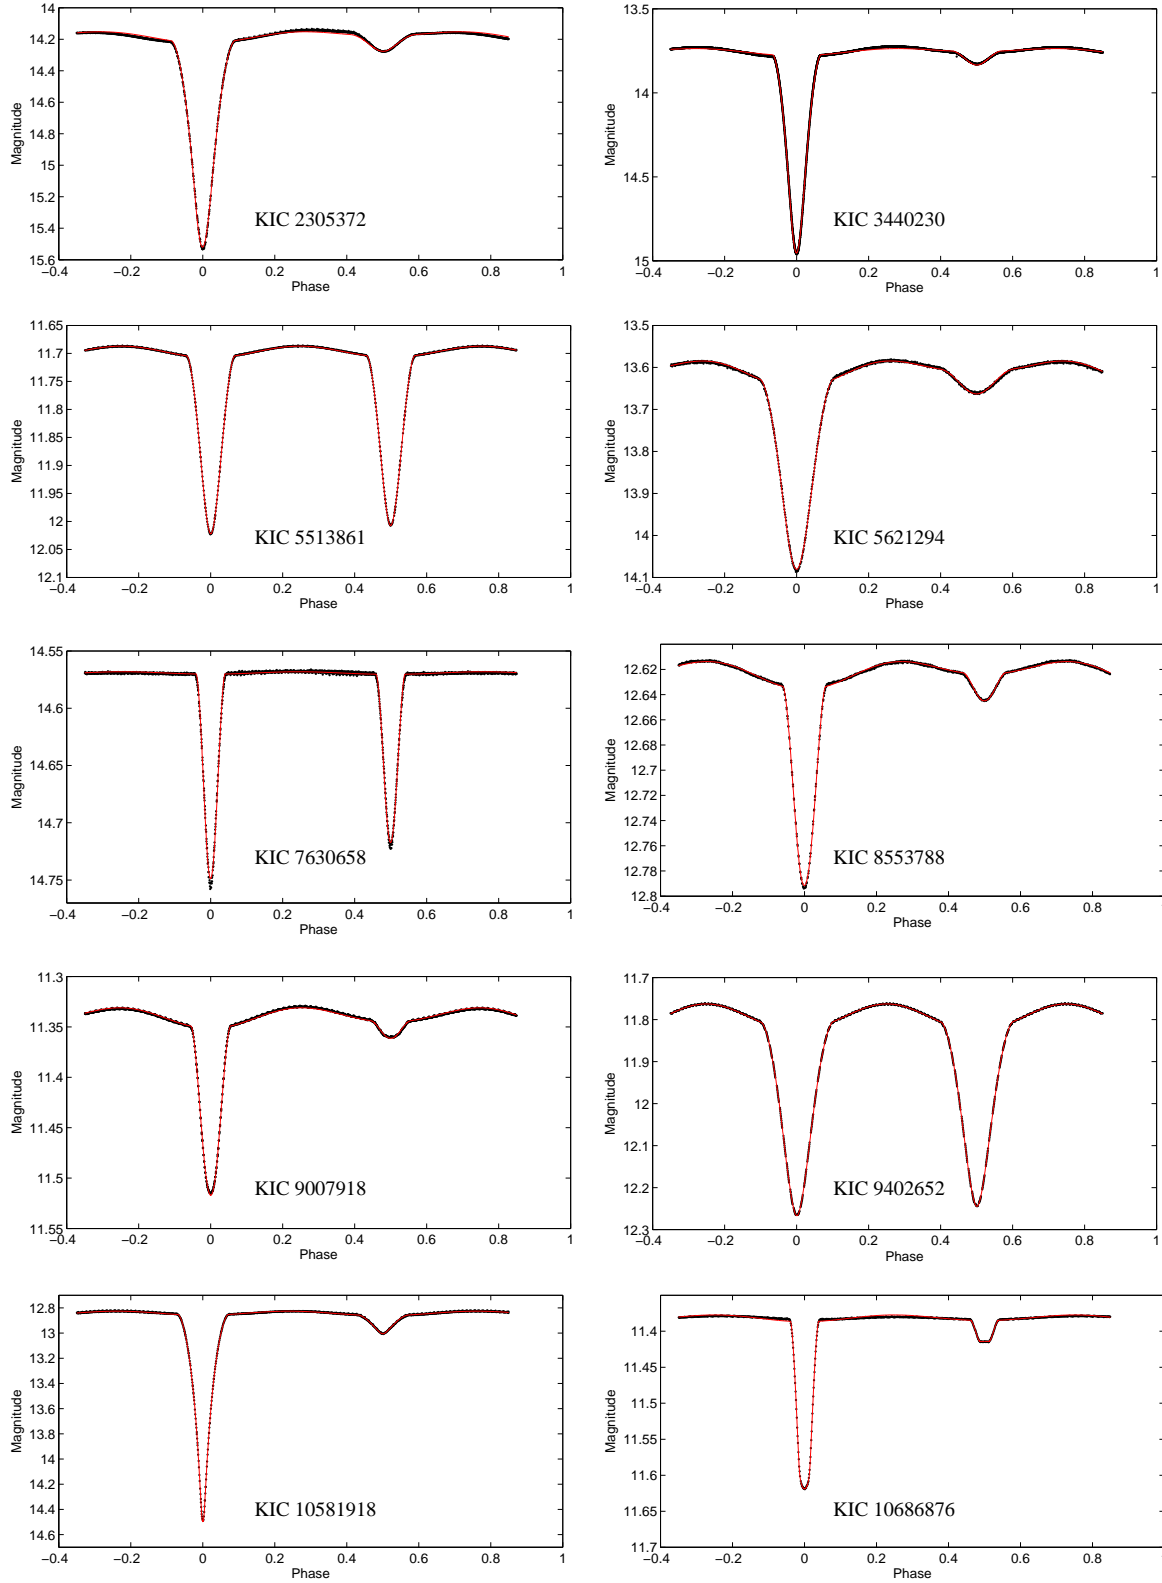 14
14.2
14.4
14.6
14.8
15
15.2
15.4
15.6
−0.4 −0.2 0 0.2 0.4 0.6 0.8 1
Phase
Magnitude
KIC 2305372
13.5
14
14.5
15
−0.4 −0.2 0 0.2 0.4 0.6 0.8 1
Phase
Magnitude
KIC 3440230
11.65
11.7
11.75
11.8
11.85
11.9
11.95
12
12.05
12.1
−0.4 −0.2 0 0.2 0.4 0.6 0.8 1
Phase
Magnitude
KIC 5513861
13.5
13.6
13.7
13.8
13.9
14
14.1
−0.4 −0.2 0 0.2 0.4 0.6 0.8 1
Phase
Magnitude
KIC 5621294
14.55
14.6
14.65
14.7
14.75
−0.4 −0.2 0 0.2 0.4 0.6 0.8 1
Phase
Magnitude
KIC 7630658
12.62
12.64
12.66
12.68
12.7
12.72
12.74
12.76
12.78
12.8
−0.4 −0.2 0 0.2 0.4 0.6 0.8
Phase
Magnitude
KIC 8553788
11.3
11.35
11.4
11.45
11.5
11.55
−0.4 −0.2 0 0.2 0.4 0.6 0.8 1
Phase
Magnitude
KIC 9007918
11.7
11.8
11.9
12
12.1
12.2
12.3
−0.4 −0.2 0 0.2 0.4 0.6 0.8 1
Phase
Magnitude
KIC 9402652
12.8
13
13.2
13.4
13.6
13.8
14
14.2
14.4
14.6
−0.4 −0.2 0 0.2 0.4 0.6 0.8 1
Phase
Magnitude
KIC 10581918
11.4
11.45
11.5
11.55
11.6
11.65
11.7
−0.4 −0.2 0 0.2 0.4 0.6 0.8
Phase
Magnitude
KIC 10686876